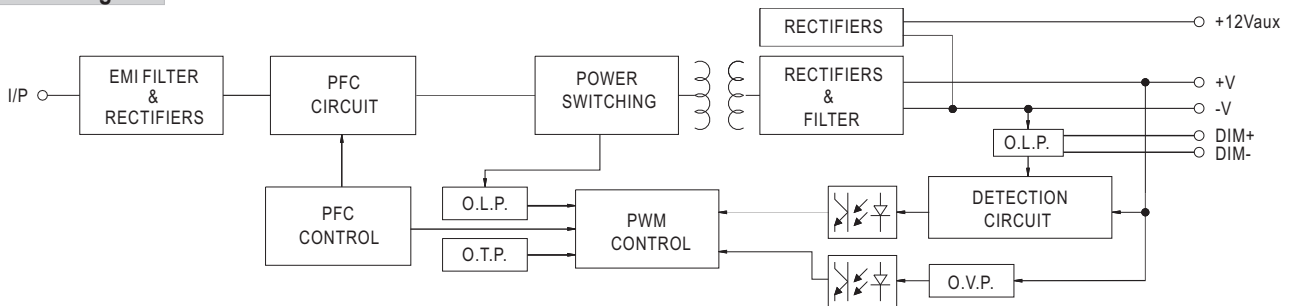 RECTIFIERS
+12Vaux
I/P
EMI FILTER
&
RECTIFIERS
PFC
CIRCUIT
POWER
SWITCHING
RECTIFIERS
&
FILTER
+V
-V
O.L.P.
DIM+
DIM-
PFC
CONTROL
O.L.P.
O.T.P.
PWM
CONTROL
DETECTION
CIRCUIT
O.V.P.